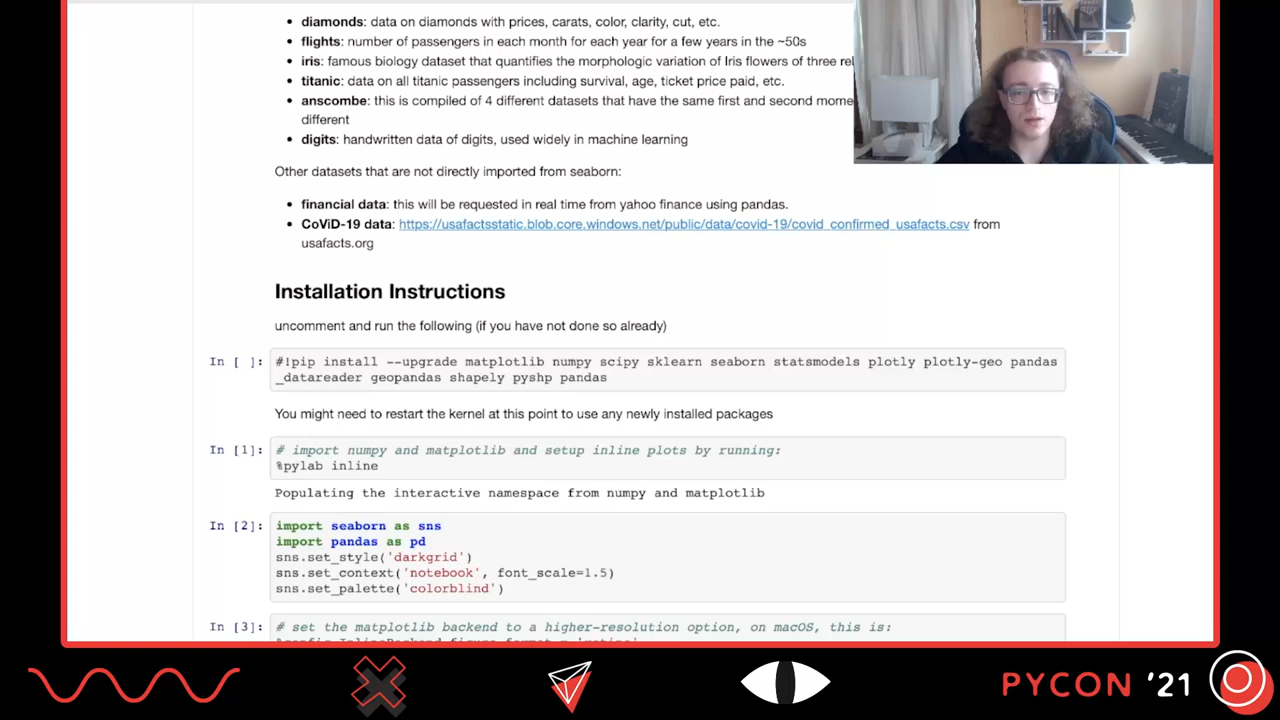 diamonds: data on diamonds with prices, carats, color, clarity, cut, etc.
flights: number of passengers in each month for each year for a few years in the ~50s
iris: famous biology dataset that quantifies the morphologic variation of Iris flowers of three
titanic: data on all titanic passengers including survival, age, ticket price paid, etc.
anscombe: this is compiled of 4 different datasets that have the same first and second
different
digits: handwritten data of digits, used widely in machine learning
Other datasets that are not directly imported from seaborn:
financial data: this will be requested in real time from yahoo finance using pandas.
CoViD-19 data: https://usafactsstatic.blob.core.windows.net/public/data/covid-19/covid_confirmed_usafacts.csv from
usafacts.org
Installation Instructions
uncomment and run the following (if you have not done so already)
In [ ]: #!pip install --upgrade matplotlib numpy scipy sklearn seaborn statsmodels plotly plotly-geo pandas
_datareader geopandas shapely pyshp pandas
You might need to restart the kernel at this point to use any newly installed packages
In [1]: # import numpy and matplotlib and setup inline plots by running:
%pylab inline
Populating the interactive namespace from numpy and matplotlib
In [2]: import seaborn as sns
import pandas as pd
sns.set_style('darkgrid')
sns.set_context('notebook', font_scale=1.5)
sns.set_palette('colorblind')
In [3]: # set the matplotlib backend to a higher-resolution option, on macOS, this is:
PYCON '21